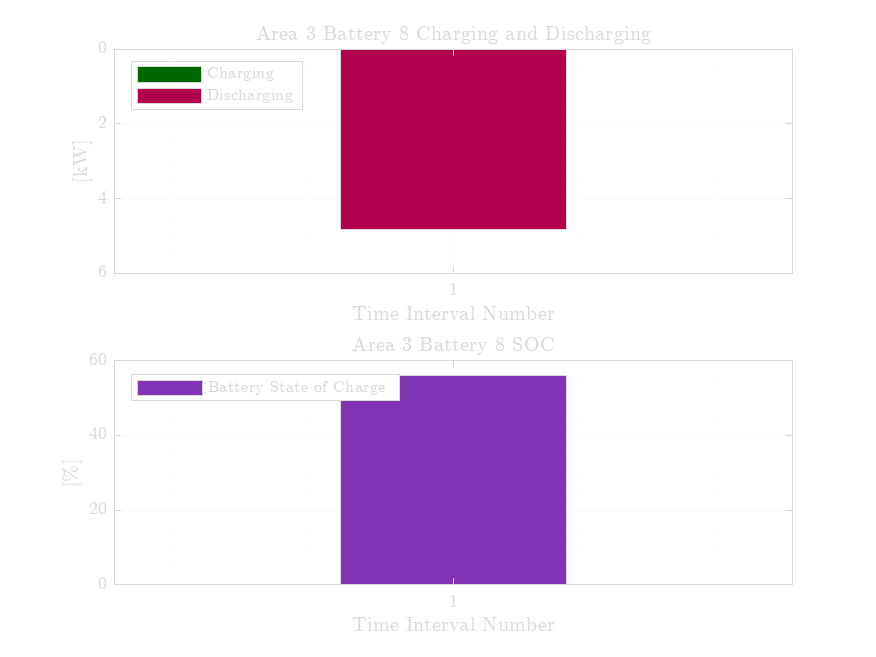 Area 3 Battery 8 Charging and Discharging
0
Charging
Discharging
2
[kW]
4
6
1
Time Interval Number
Area 3 Battery 8 SOC
60
Battery State of Charge
40
[%]
20
0
1
Time Interval Number